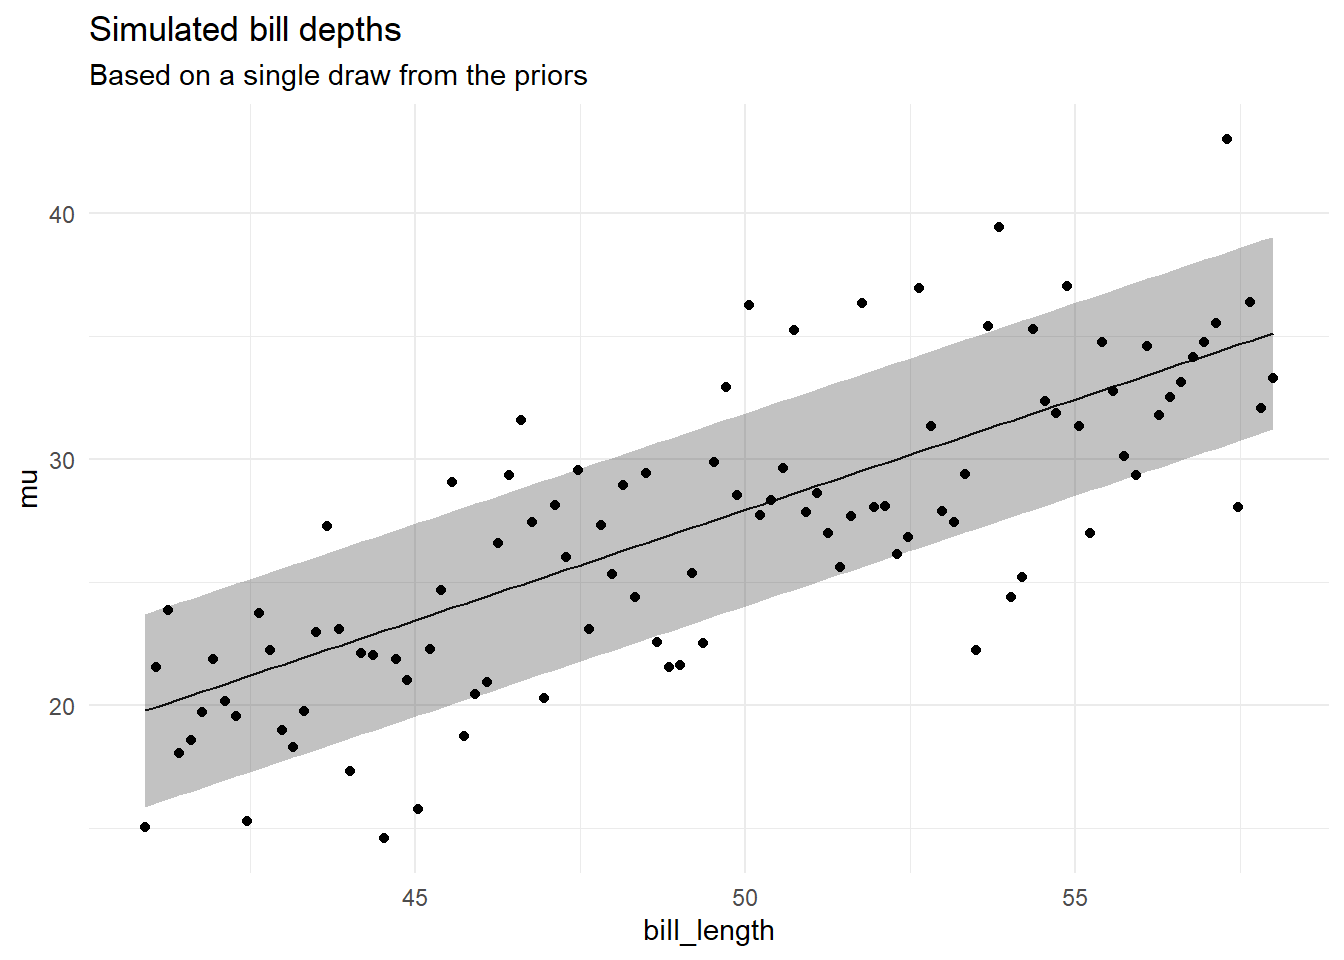 Simulated bill depths
Based on a single draw from the priors
40
30
20
mu
45 50 55
bill_length